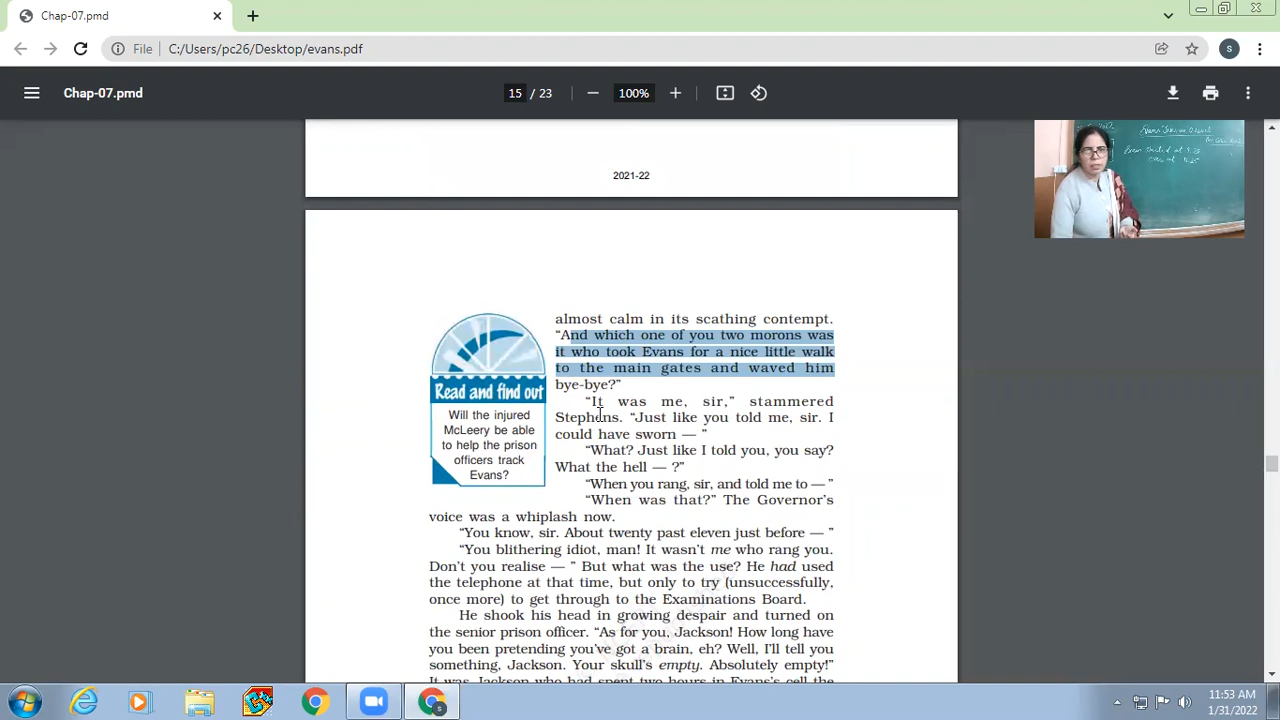 Chap-07.pmd
File C:/Users/pc26/Desktop/evans.pdf
S
Chap-07.pmd
15 / 23
100%
2021-22
almost calm in its scathing contempt.
“And which one of you two morons was
it who took Evans for a nice little walk
to the main gates and waved him
bye-bye?”
“It was me, sir,” stammered
Stephens. “Just like you told me, sir. I
could have sworn — ”
“What? Just like I told you, you say?
What the hell — ?”
“When you rang, sir, and told me to — ”
“When was that?” The Governor’s
voice was a whiplash now.
Read and find out
Will the injured
McLeery be able
to help the prison
officers track
Evans?
“You know, sir. About twenty past eleven just before — ”
“You blithering idiot, man! It wasn’t me who rang you.
Don’t you realise — ” But what was the use? He had used
the telephone at that time, but only to try (unsuccessfully,
once more) to get through to the Examinations Board.
He shook his head in growing despair and turned on
the senior prison officer. “As for you, Jackson! How long have
you been pretending you’ve got a brain, eh? Well, I’ll tell you
something, Jackson. Your skull’s empty. Absolutely empty!”
It was Jackson who had spent two hours in Evans’s cell the
11:53 AM
1/31/2022